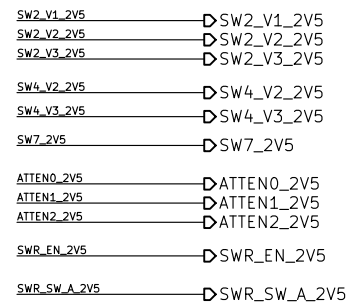 SW2_V1_2V5 SW2_V1_2V5
SW2_V2_2V5 SW2_V2_2V5
SW2_V3_2V5 SW2_V3_2V5
SW4_V2_2V5 SW4_V2_2V5
SW4_V3_2V5 SW4_V3_2V5
SW7_2V5 SW7_2V5
ATTEN0_2V5 ATTEN0_2V5
ATTEN1_2V5 ATTEN1_2V5
ATTEN2_2V5 ATTEN2_2V5
SWR_EN_2V5 SWR_EN_2V5
SWR_SW_A_2V5 SWR_SW_A_2V5